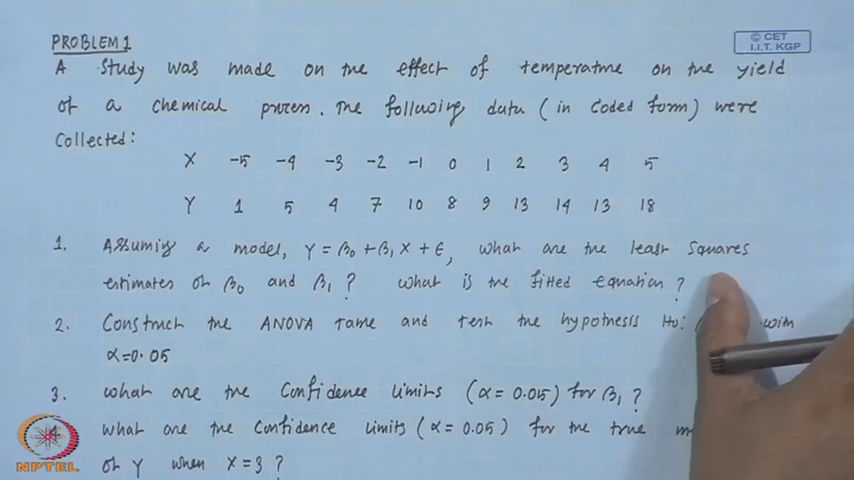 PROBLEM 1
© CET
I.I.T. KGP
A Study was made on the effect of temperature on the yield
of a chemical process. The following data (in coded form) were
Collected:
X -5 -4 -3 -2 -1 0 1 2 3 4 5
Y 1 5 4 7 10 8 9 13 14 13 18
1. Assuming a model, Y = β0 + β1 X + ε, what are the least squares
estimates of β0 and β1? What is the fitted equation?
2. Construct the ANOVA table and test the hypothesis H0: with
α=0.05
3. What are the confidence limits (α = 0.05) for β1?
What are the confidence limits (α = 0.05) for the true
of Y when X=3?
NPTEL